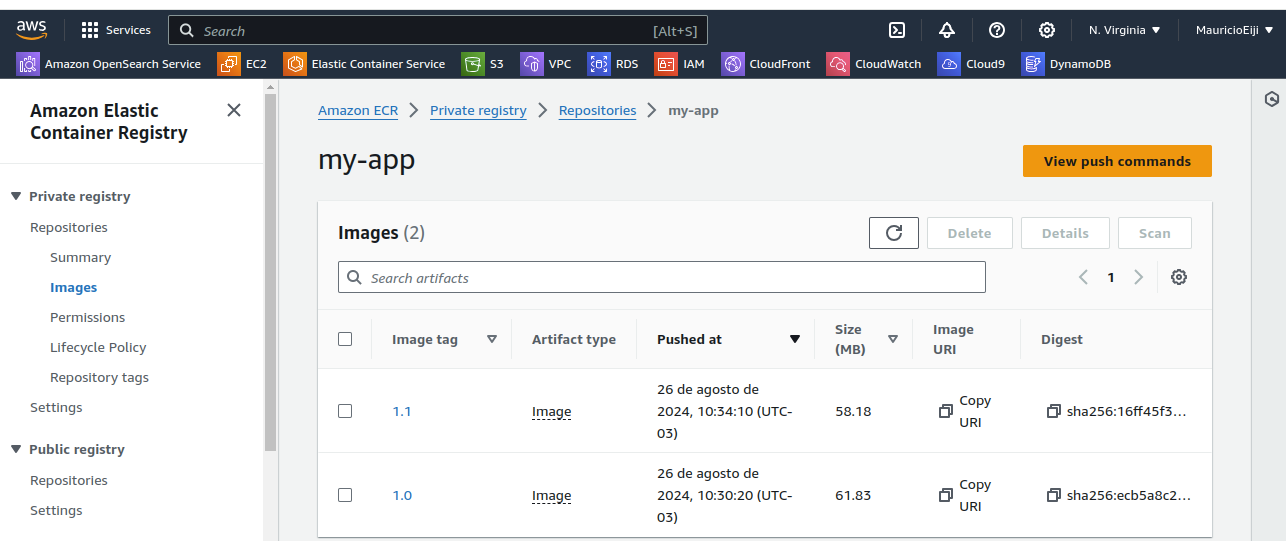 aws Services Search [Alt+S] N. Virginia MauricioEiji
Amazon OpenSearch Service EC2 Elastic Container Service S3 VPC RDS IAM CloudFront CloudWatch Cloud9 DynamoDB
Amazon Elastic
Container Registry
Private registry
Repositories
Summary
Images
Permissions
Lifecycle Policy
Repository tags
Settings
Public registry
Repositories
Settings
Amazon ECR Private registry Repositories my-app
my-app
View push commands
Images (2)
Delete Details Scan
Search artifacts
1
Image tag Artifact type Pushed at Size
(MB) Image
URI Digest
1.1 Image 26 de agosto de
2024, 10:34:10 (UTC-
03) 58.18 Copy
URI sha256:16ff45f3...
1.0 Image 26 de agosto de
2024, 10:30:20 (UTC-
03) 61.83 Copy
URI sha256:ecb5a8c2...